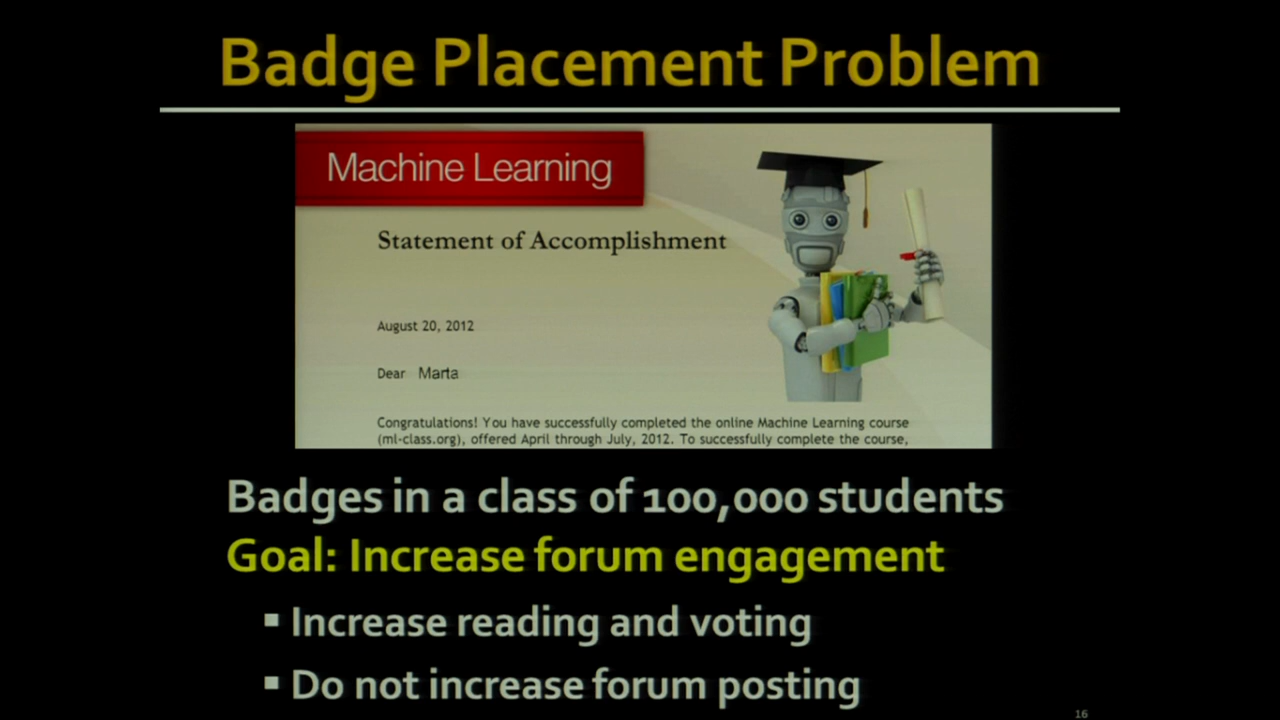 Badge Placement Problem
Machine Learning
Statement of Accomplishment
August 20, 2012
Dear Marta
Congratulations! You have successfully completed the online Machine Learning course
(ml-class.org), offered April through July, 2012. To successfully complete the course,
Badges in a class of 100,000 students
Goal: Increase forum engagement
▪ Increase reading and voting
▪ Do not increase forum posting
16